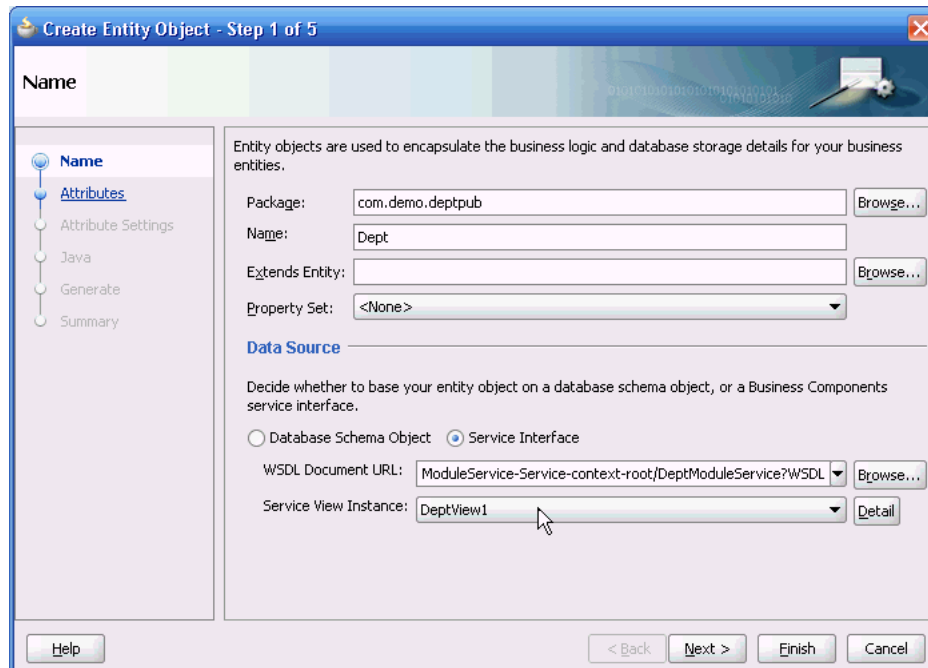 Create Entity Object - Step 1 of 5
Name
Name
Attributes
Attribute Settings
Java
Generate
Summary
Entity objects are used to encapsulate the business logic and database storage details for your business
entities.
Package: com.demo.deptpub Browse...
Name: Dept
Extends Entity: Browse...
Property Set: <None>
Data Source
Decide whether to base your entity object on a database schema object, or a Business Components
service interface.
Database Schema Object Service Interface
WSDL Document URL: ModuleService-Service-context-root/DeptModuleService?WSDL Browse...
Service View Instance: DeptView1 Detail
Help < Back Next > Finish Cancel